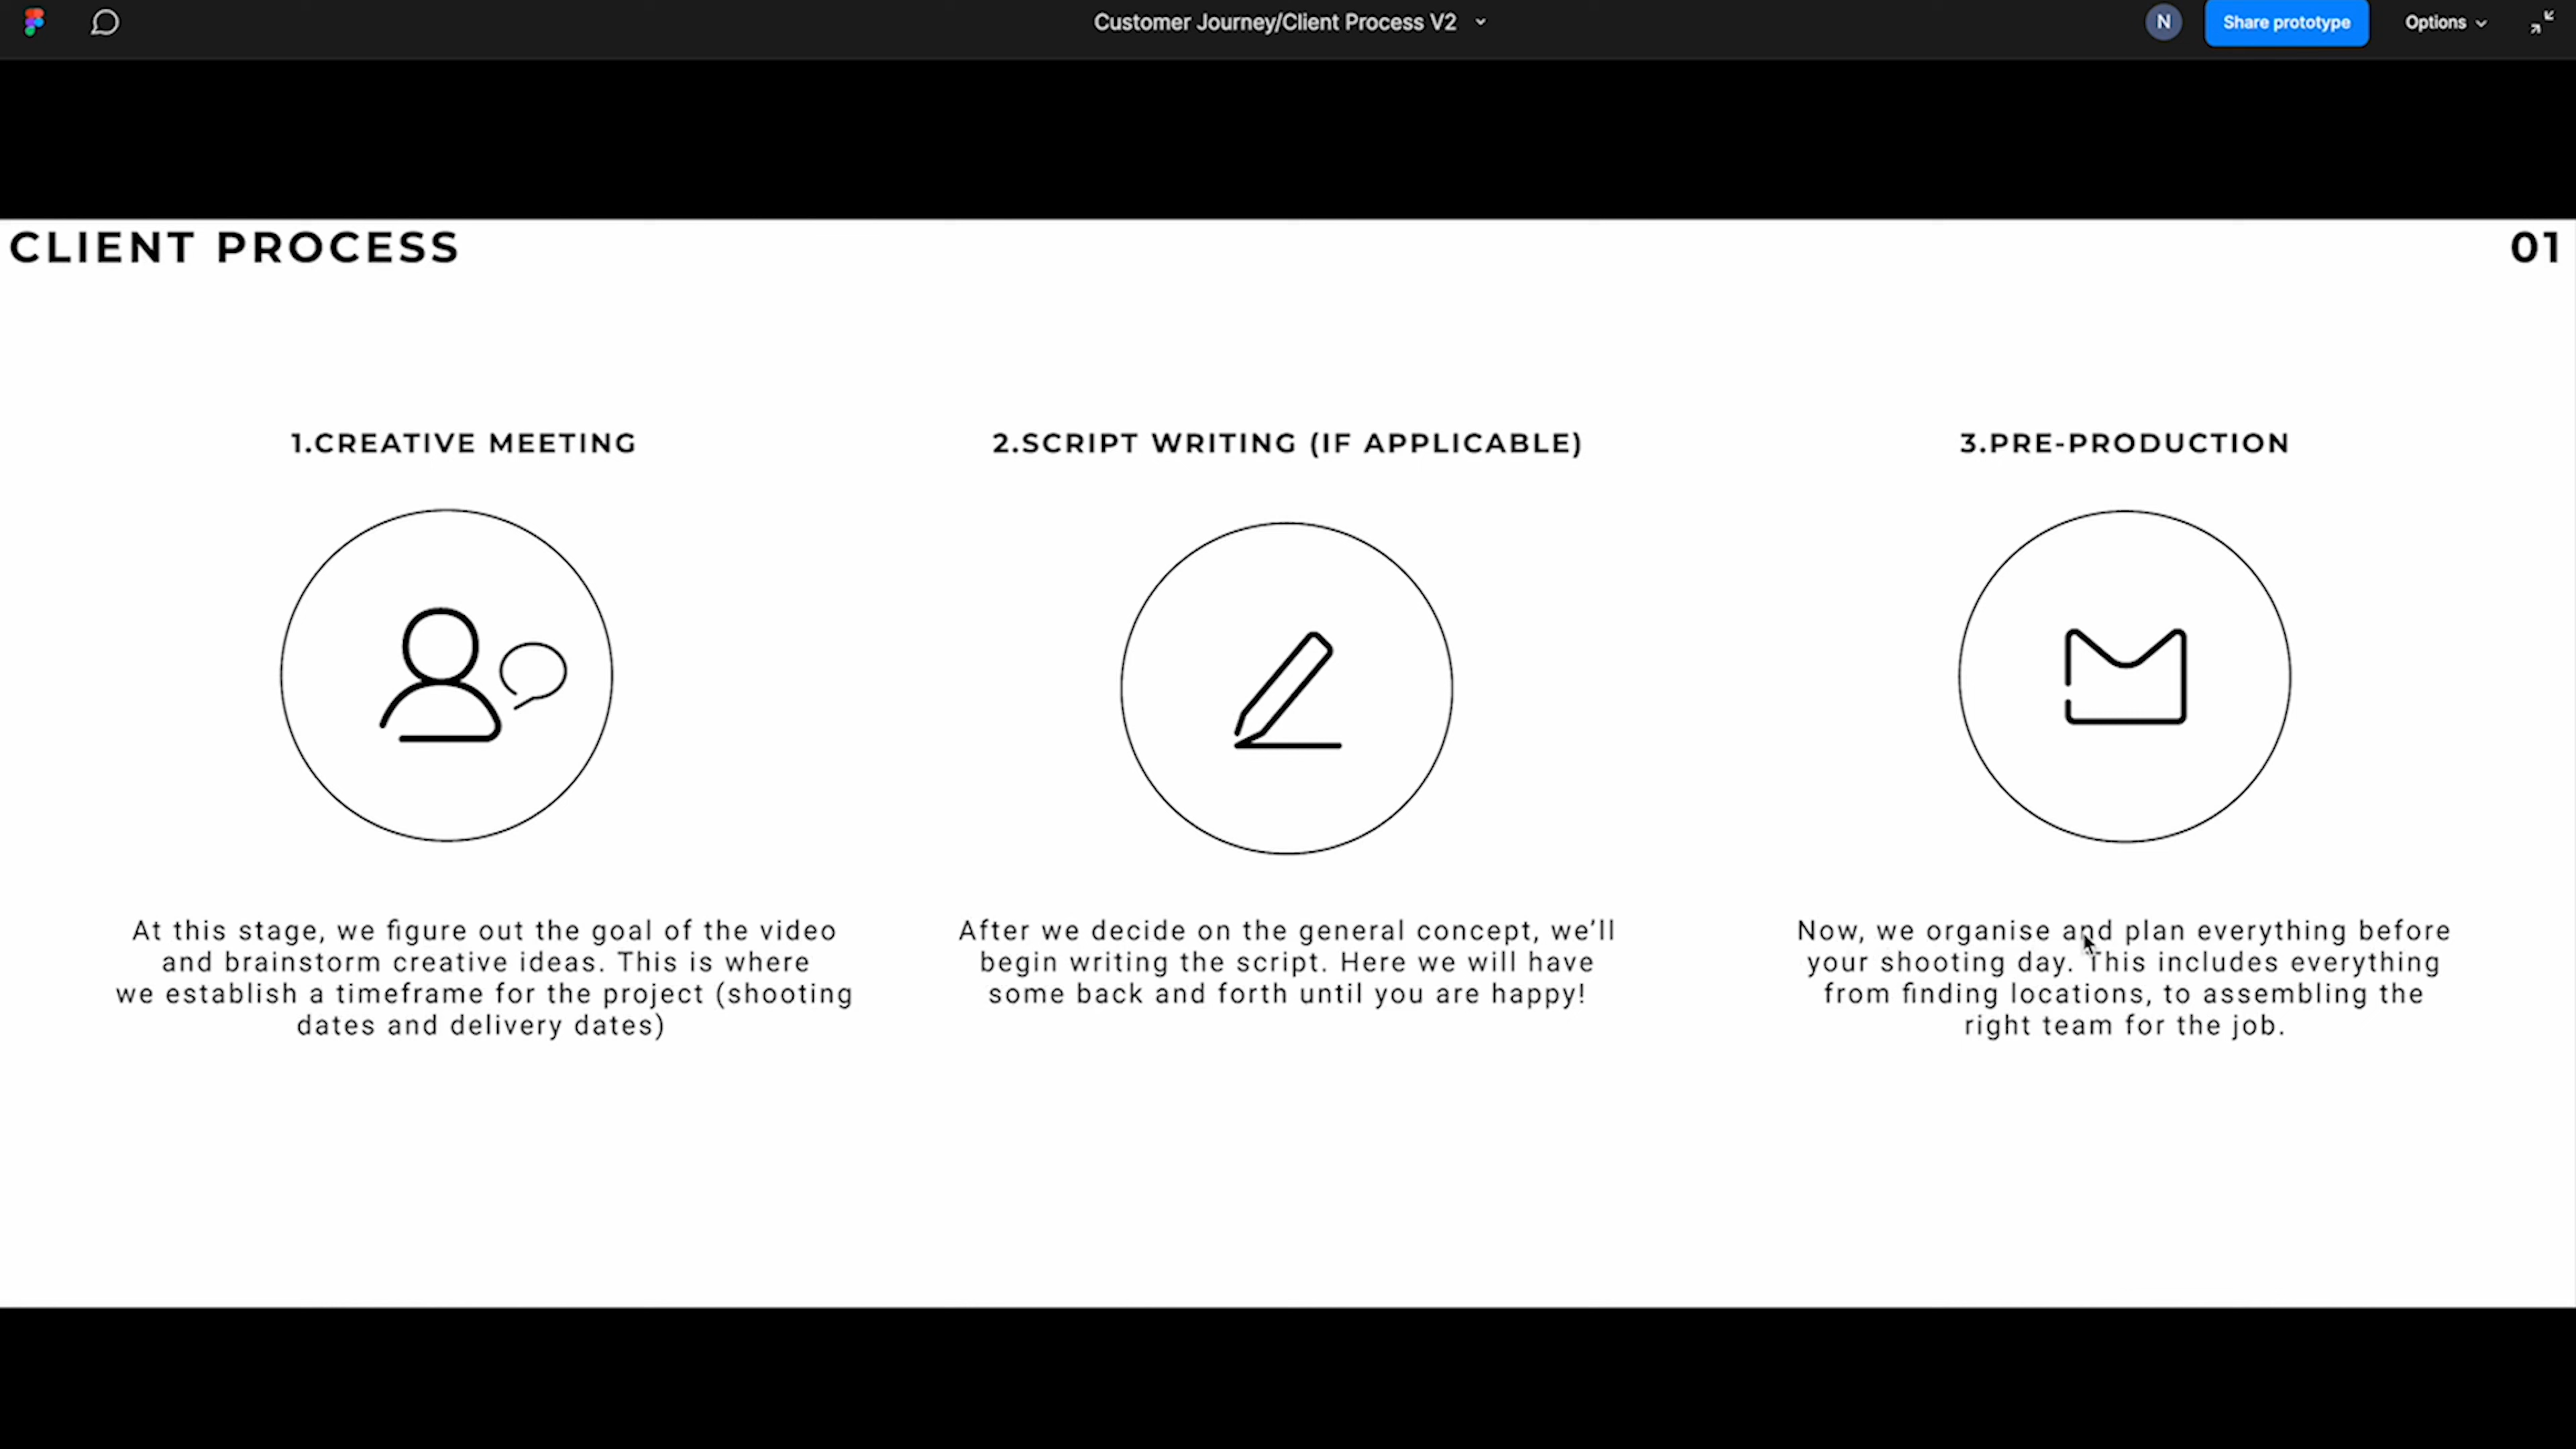 Customer Journey/Client Process V2
N
Share prototype
Options
CLIENT PROCESS
01
1.CREATIVE MEETING
At this stage, we figure out the goal of the video
and brainstorm creative ideas. This is where
we establish a timeframe for the project (shooting
dates and delivery dates)
2.SCRIPT WRITING (IF APPLICABLE)
After we decide on the general concept, we'll
begin writing the script. Here we will have
some back and forth until you are happy!
3.PRE-PRODUCTION
Now, we organise and plan everything before
your shooting day. This includes everything
from finding locations, to assembling the
right team for the job.